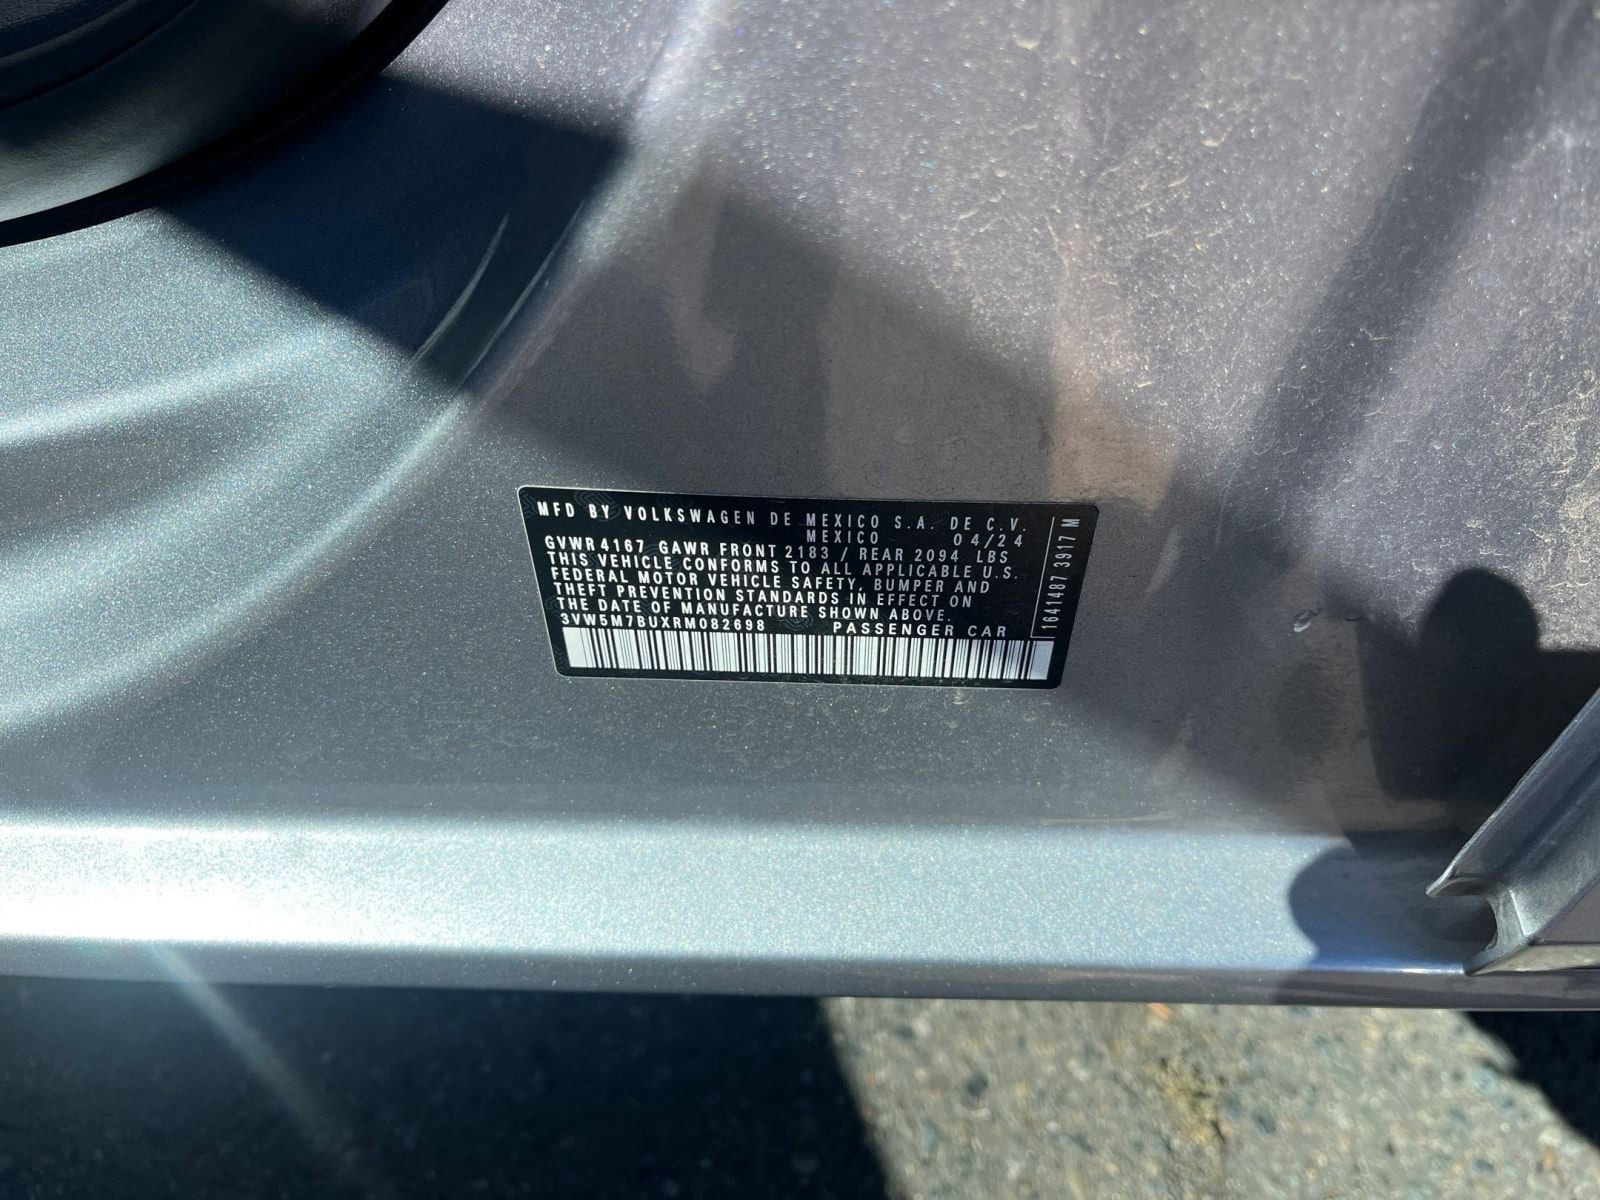 MFD BY VOLKSWAGEN DE MEXICO S.A. DE C.V.
MEXICO 04/24
GVWR 4167 GAWR FRONT 2183 / REAR 2094 LBS
THIS VEHICLE CONFORMS TO ALL APPLICABLE U.S.
FEDERAL MOTOR VEHICLE SAFETY, BUMPER AND
THEFT PREVENTION STANDARDS IN EFFECT ON
THE DATE OF MANUFACTURE SHOWN ABOVE.
3VW5M7BUXRM082698 PASSENGER CAR
1641487 3917 M